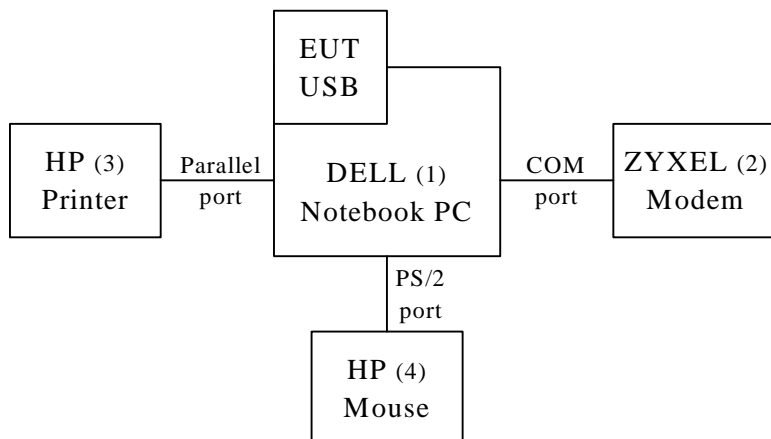 EUT
USB
HP (3)
Printer
Parallel
port
DELL (1)
Notebook PC
COM
port
ZYXEL (2)
Modem
PS/2
port
HP (4)
Mouse